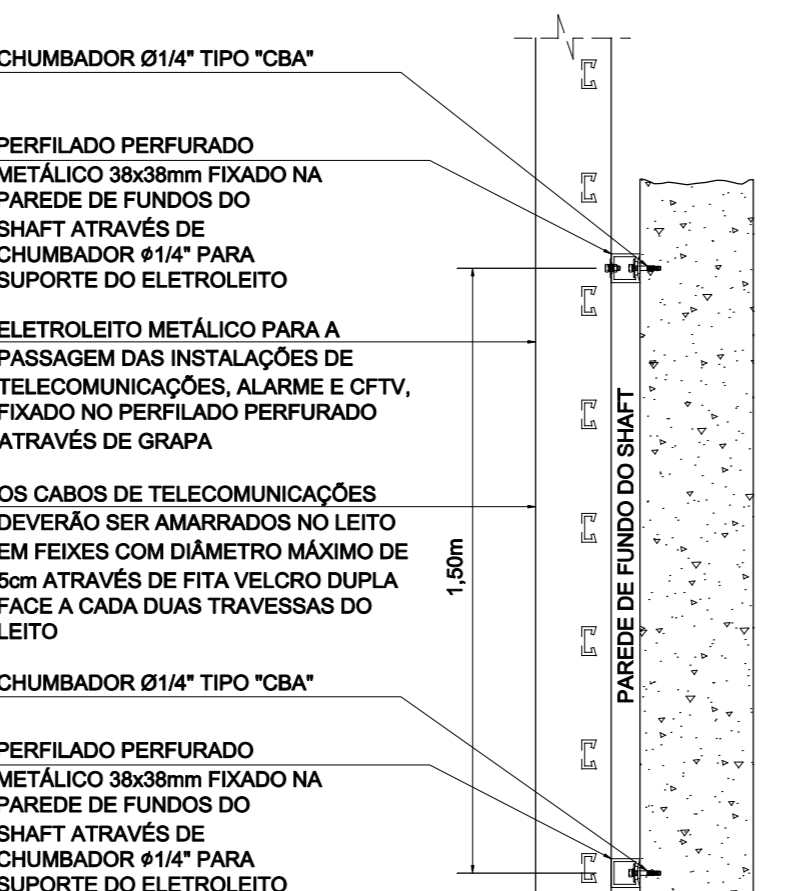 CHUMBADOR Ø1/4" TIPO "CBA"
PERFILADO PERFURADO
METÁLICO 38x38mm FIXADO NA
PAREDE DE FUNDOS DO
SHAFT ATRAVÉS DE
CHUMBADOR ø1/4" PARA
SUPORTE DO ELETROLEITO
ELETROLEITO METÁLICO PARA A
PASSAGEM DAS INSTALAÇÕES DE
TELECOMUNICAÇÕES, ALARME E CFTV,
FIXADO NO PERFILADO PERFURADO
ATRAVÉS DE GRAPA
OS CABOS DE TELECOMUNICAÇÕES
DEVERÃO SER AMARRADOS NO LEITO
EM FEIXES COM DIÂMETRO MÁXIMO DE
5cm ATRAVÉS DE FITA VELCRO DUPLA
FACE A CADA DUAS TRAVESSAS DO
LEITO
CHUMBADOR Ø1/4" TIPO "CBA"
PERFILADO PERFURADO
METÁLICO 38x38mm FIXADO NA
PAREDE DE FUNDOS DO
SHAFT ATRAVÉS DE
CHUMBADOR ø1/4" PARA
SUPORTE DO ELETROLEITO
1,50m
PAREDE DE FUNDO DO SHAFT